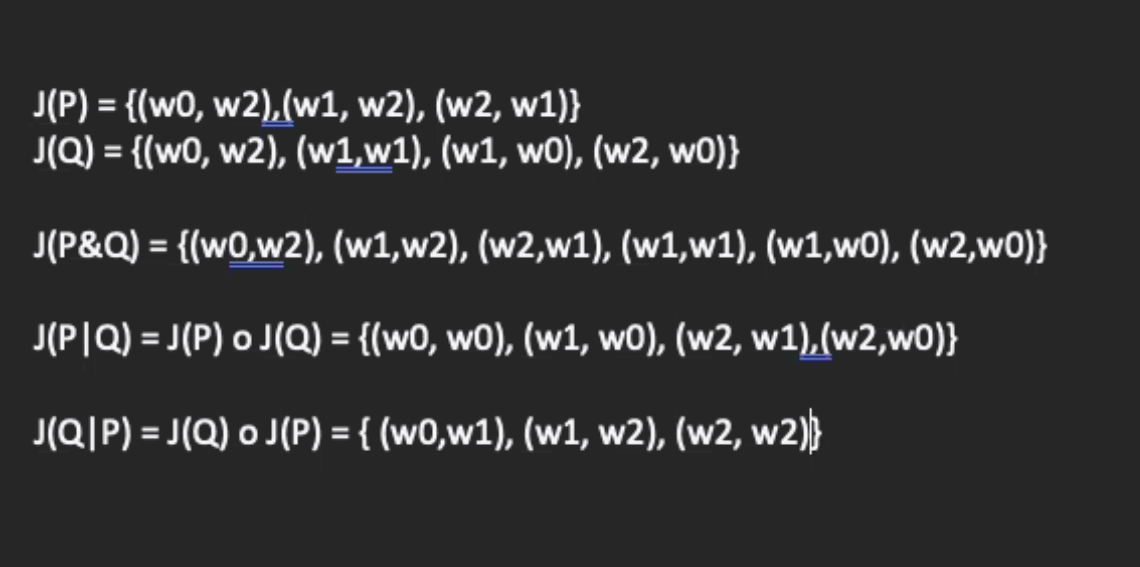 J(P) = {(w0, w2),(w1, w2), (w2, w1)}
J(Q) = {(w0, w2), (w1,w1), (w1, w0), (w2, w0)}
J(P&Q) = {(w0,w2), (w1,w2), (w2,w1), (w1,w1), (w1,w0), (w2,w0)}
J(P|Q) = J(P) o J(Q) = {(w0, w0), (w1, w0), (w2, w1),(w2,w0)}
J(Q|P) = J(Q) o J(P) = { (w0,w1), (w1, w2), (w2, w2)}